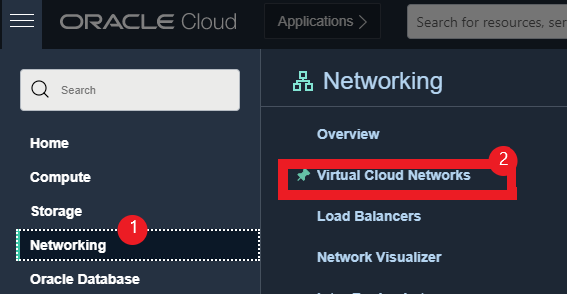 ORACLE Cloud
Applications
Search for resources, ser
Search
Home
Compute
Storage
Networking
1
Oracle Database
Networking
Overview
Virtual Cloud Networks
2
Load Balancers
Network Visualizer